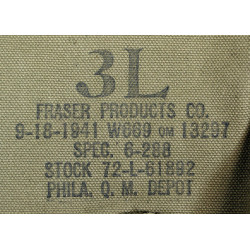 3L
FRASER PRODUCTS CO.
9-18-1941 W669 QM 13297
SPEC. 6-268
STOCK 72-L-61892
PHILA. Q. M. DEPOT